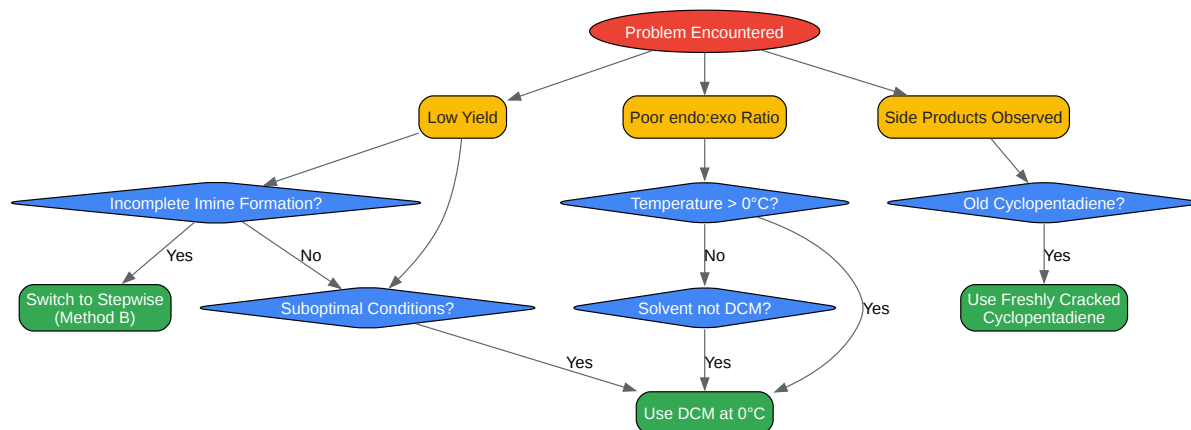 Problem Encountered
Low Yield
Poor endo:exo Ratio
Side Products Observed
Incomplete Imine Formation?
Temperature > 0°C?
Old Cyclopentadiene?
Yes
No
No
Yes
Switch to Stepwise
(Method B)
Suboptimal Conditions?
Solvent not DCM?
Yes
Use Freshly Cracked
Cyclopentadiene
Yes
Yes
Use DCM at 0°C